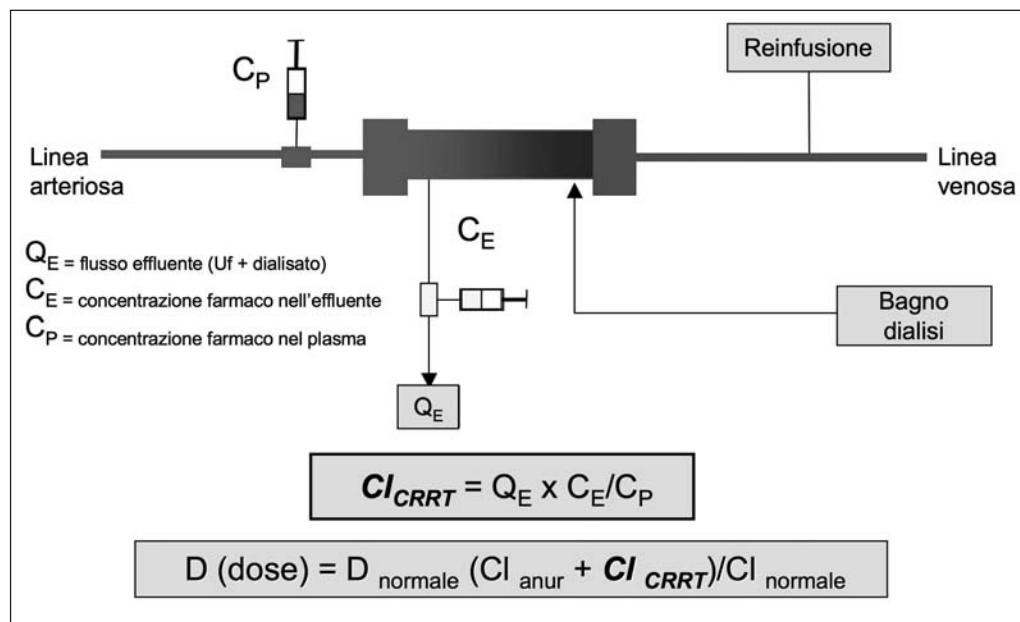 Reinfusione
C_P
Linea
arteriosa
Linea
venosa
C_E
Q_E = flusso effluente (Uf + dialisato)
C_E = concentrazione farmaco nell'effluente
C_P = concentrazione farmaco nel plasma
Bagno
dialisi
Q_E
Cl_CRRT = Q_E x C_E/C_P
D (dose) = D normale (Cl anur + Cl CRRT)/Cl normale